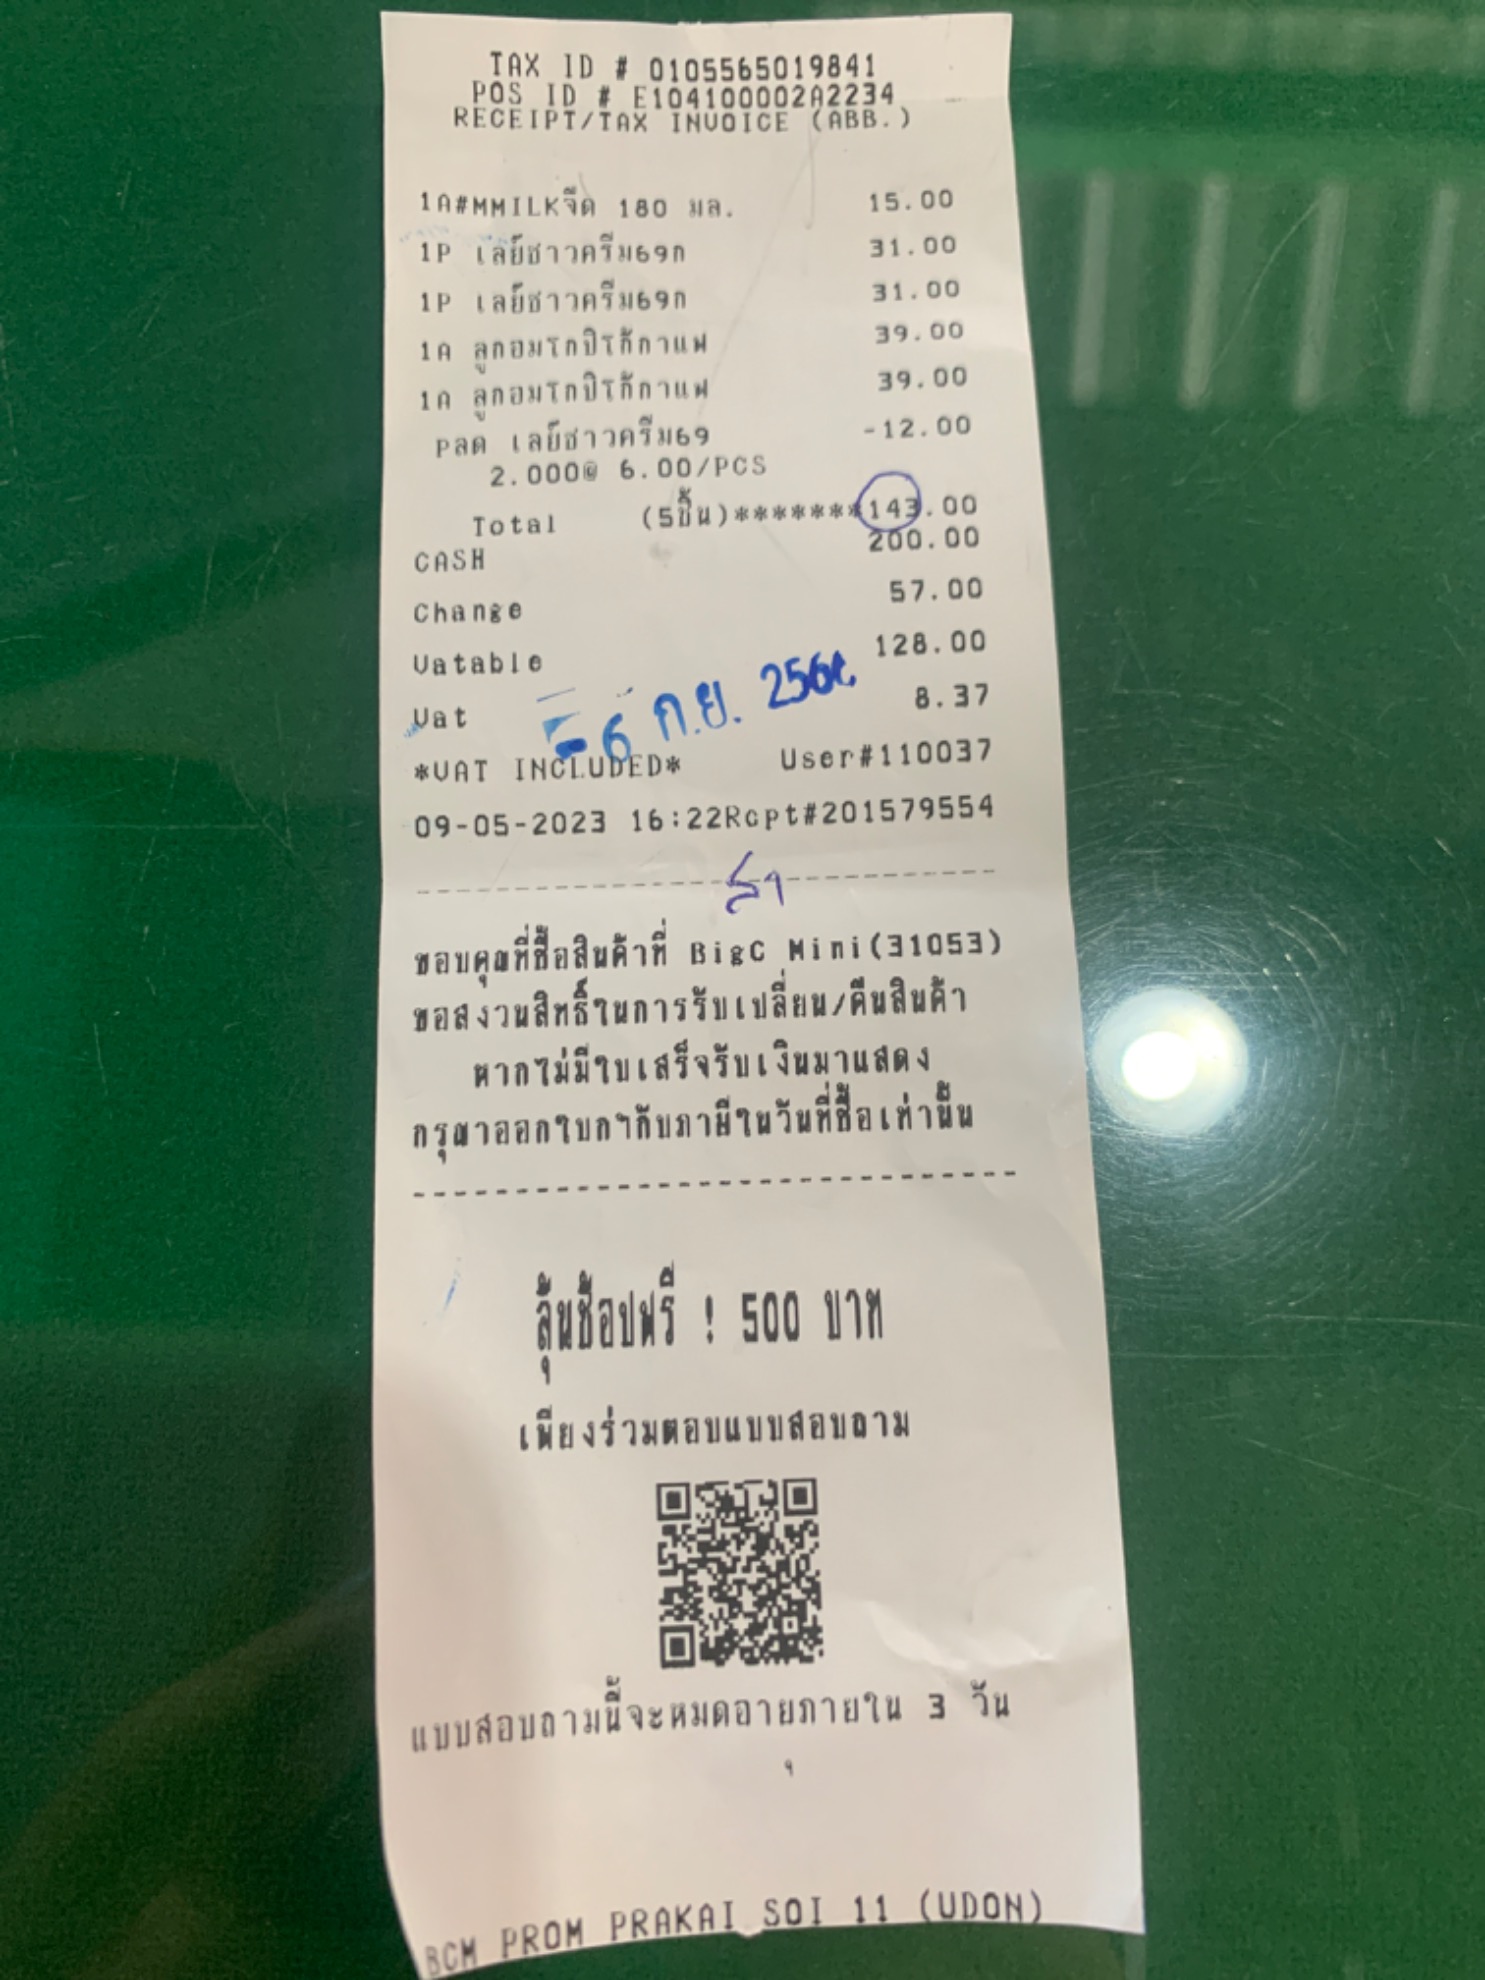 TAX ID # 0105565019841
POS ID # E104100002A2234
RECEIPT/TAX INVOICE (ABB.)
1A#MMILKจืด 180 มล. 15.00
1P เลย์ซาวครีม69ก 31.00
1P เลย์ซาวครีม69ก 31.00
1A ลูกอมโกปิโก้กาแฟ 39.00
1A ลูกอมโกปิโก้กาแฟ 39.00
Pลด เลย์ซาวครีม69 -12.00
2.000@ 6.00/PCS
Total (5ชิ้น)*******143.00
CASH 200.00
Change 57.00
Vatable 128.00
Vat 8.37
-6 ก.ย.
*VAT INCLUDED* User#110037
09-05-2023 16:22Rcpt#201579554
ขอบคุณที่ซื้อสินค้าที่ BigC Mini(31053)
ขอสงวนสิทธิ์ในการรับเปลี่ยน/คืนสินค้า
หากไม่มีใบเสร็จรับเงินมาแสดง
กรุณาออกใบกฯกับภาษีในวันที่ซื้อเท่านั้น
ลุ้นช้อปฟรี ! 500 บาท
เพียงร่วมตอบแบบสอบถาม
แบบสอบถามนี้จะหมดอายุภายใน 3 วัน
BCM PROM PRAKAI SOI 11 (UDON)